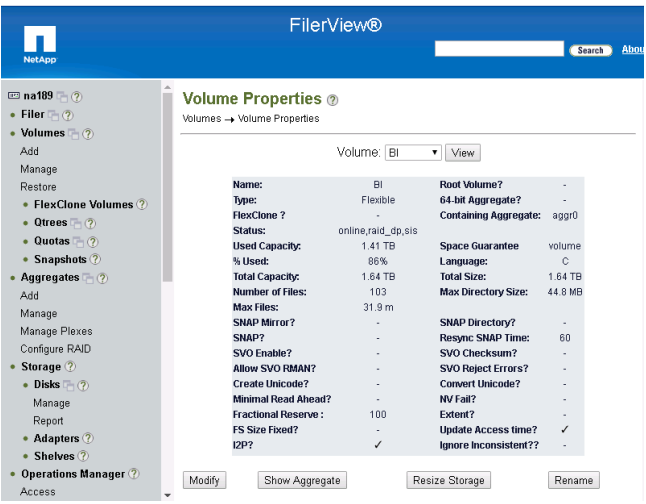 FilerView®
NetApp
Search
Abou
na189
Filer
Volumes
Add
Manage
Restore
FlexClone Volumes
Qtrees
Quotas
Snapshots
Aggregates
Add
Manage
Manage Plexes
Configure RAID
Storage
Disks
Manage
Report
Adapters
Shelves
Operations Manager
Access
Volume Properties
Volumes → Volume Properties
Volume: BI View
Name: BI Root Volume? -
Type: Flexible 64-bit Aggregate? -
FlexClone ? - Containing Aggregate: aggr0
Status: online,raid_dp,sis
Used Capacity: 1.41 TB Space Guarantee volume
% Used: 86% Language: C
Total Capacity: 1.64 TB Total Size: 1.64 TB
Number of Files: 103 Max Directory Size: 44.8 MB
Max Files: 31.9 m
SNAP Mirror? - SNAP Directory? -
SNAP? - Resync SNAP Time: 60
SVO Enable? - SVO Checksum? -
Allow SVO RMAN? - SVO Reject Errors? -
Create Unicode? - Convert Unicode? -
Minimal Read Ahead? - NV Fail? -
Fractional Reserve : 100 Extent? -
FS Size Fixed? - Update Access time? ✓
I2P? ✓ Ignore Inconsistent?? -
Modify Show Aggregate Resize Storage Rename